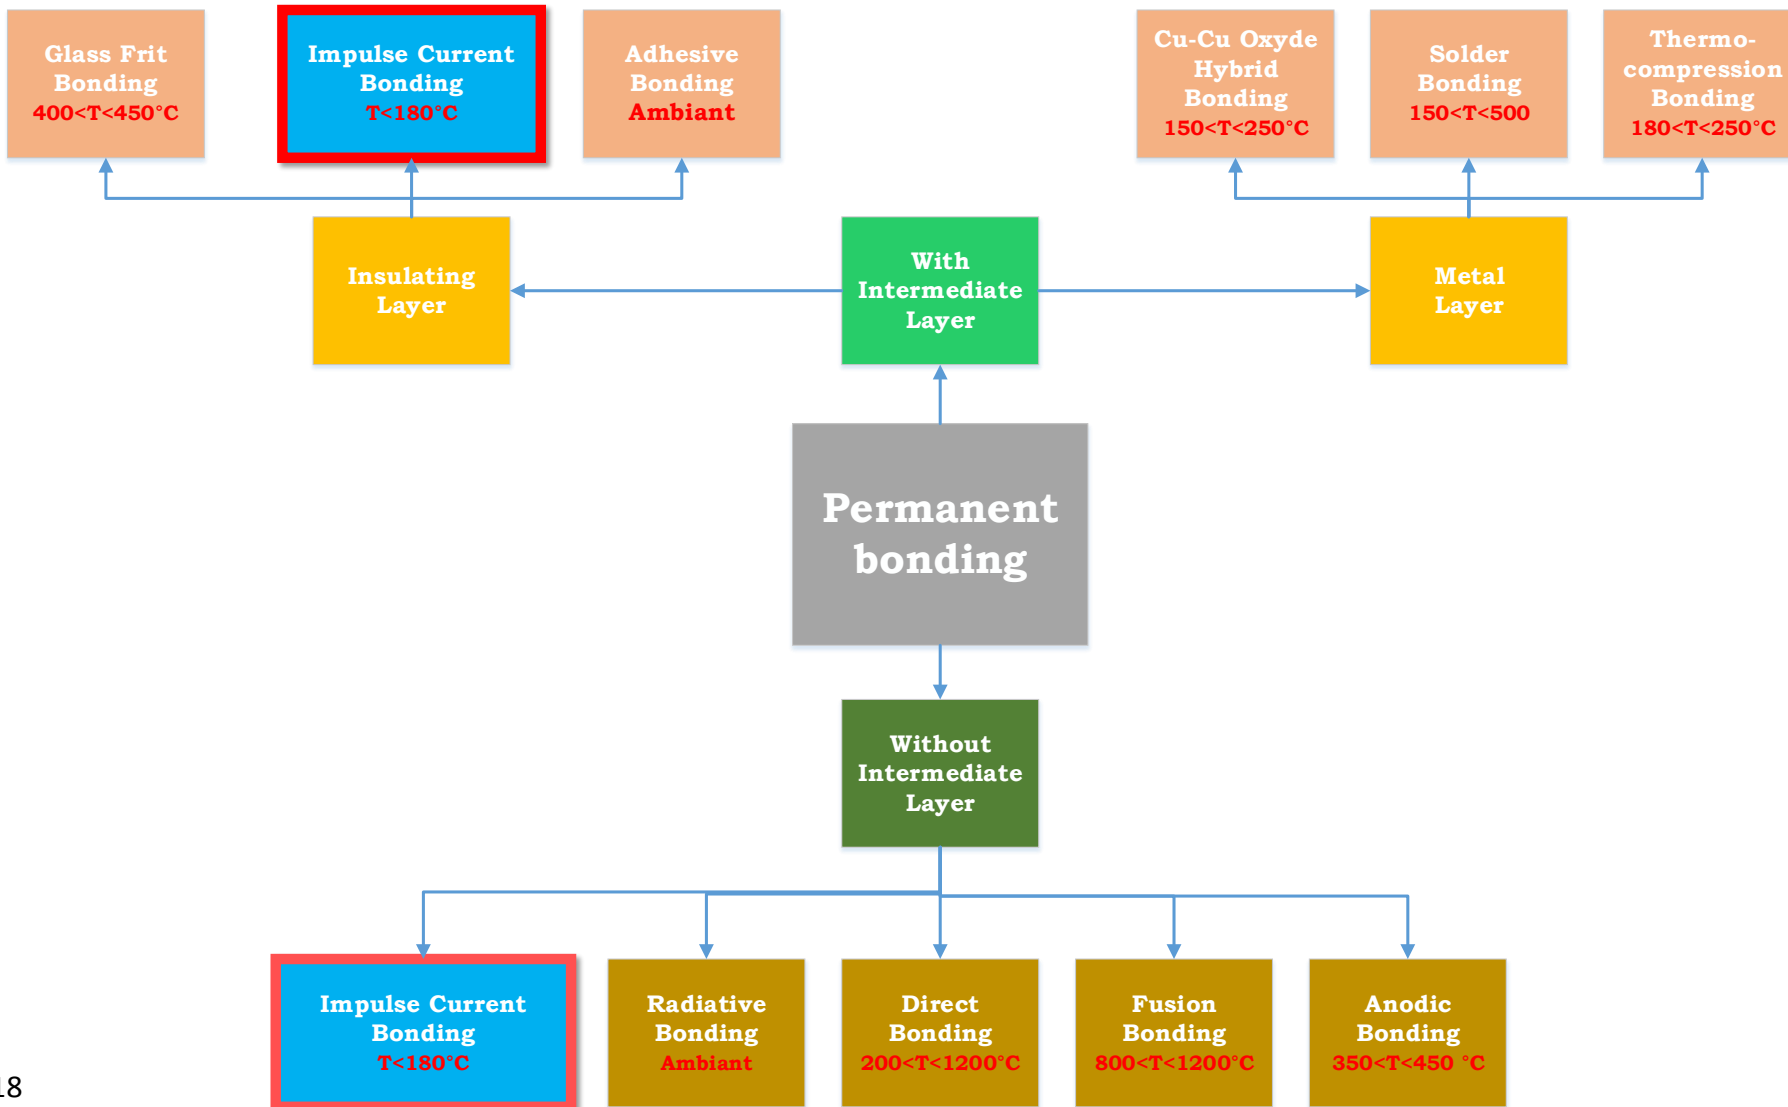 Glass Frit
Bonding
400<T<450°C
Impulse Current
Bonding
T<180°C
Adhesive
Bonding
Ambiant
Cu-Cu Oxyde
Hybrid
Bonding
150<T<250°C
Solder
Bonding
150<T<500
Thermo-
compression
Bonding
180<T<250°C
Insulating
Layer
With
Intermediate
Layer
Metal
Layer
Permanent
bonding
Without
Intermediate
Layer
Impulse Current
Bonding
T<180°C
Radiative
Bonding
Ambiant
Direct
Bonding
200<T<1200°C
Fusion
Bonding
800<T<1200°C
Anodic
Bonding
350<T<450 °C
18